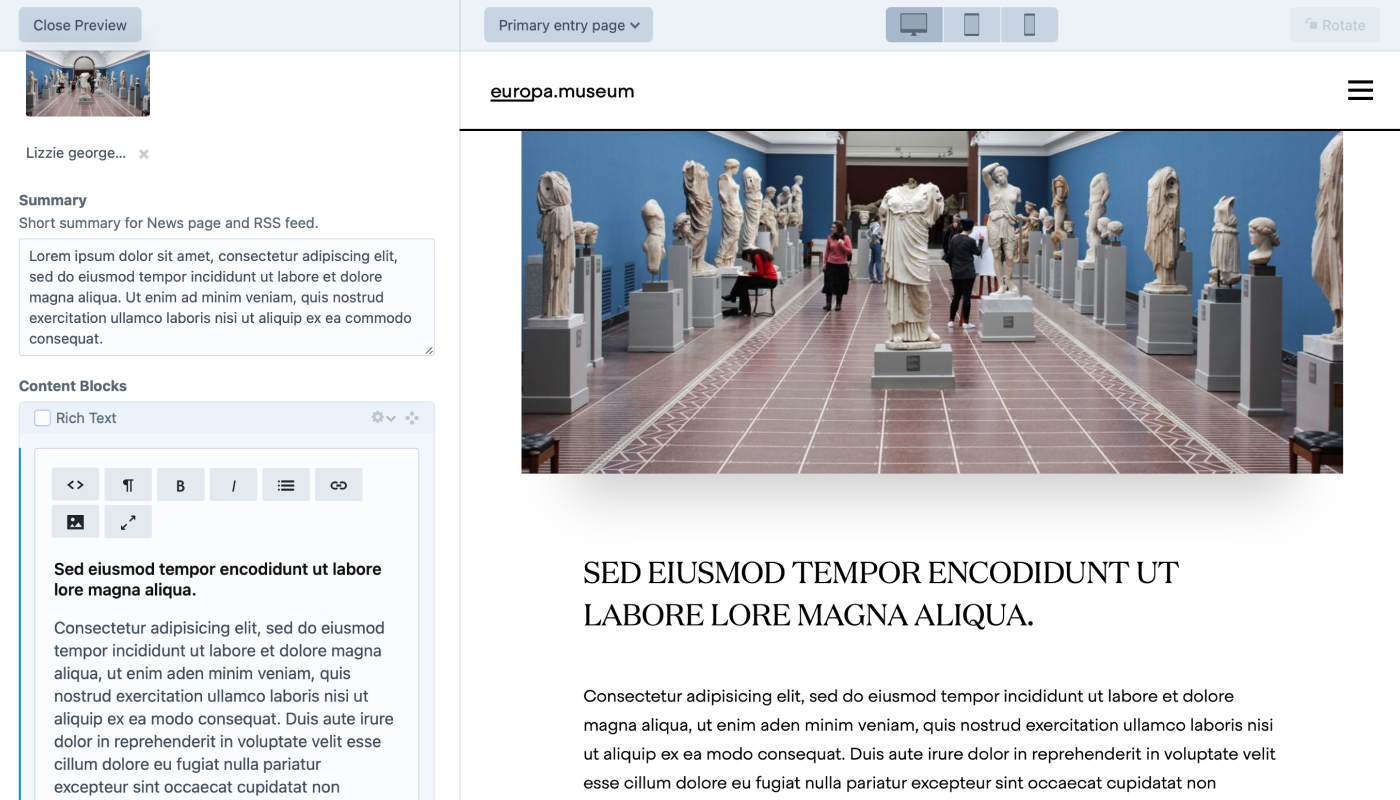 Close Preview
Primary entry page
Rotate
Lizzie george...
Summary
Short summary for News page and RSS feed.
Lorem ipsum dolor sit amet, consectetur adipiscing elit,
sed do eiusmod tempor incididunt ut labore et dolore
magna aliqua. Ut enim ad minim veniam, quis nostrud
exercitation ullamco laboris nisi ut aliquip ex ea commodo
consequat.
Content Blocks
Rich Text
B
I
Sed eiusmod tempor encodidunt ut labore
lore magna aliqua.
Consectetur adipisicing elit, sed do eiusmod
tempor incididunt ut labore et dolore magna
aliqua, ut enim aden minim veniam, quis
nostrud exercitation ullamco laboris nisi ut
aliquip ex ea modo consequat. Duis aute irure
dolor in reprehenderit in voluptate velit esse
cillum dolore eu fugiat nulla pariatur
excepteur sint occaecat cupidatat non
europa.museum
SED EIUSMOD TEMPOR ENCODIDUNT UT
LABORE LORE MAGNA ALIQUA.
Consectetur adipisicing elit, sed do eiusmod tempor incididunt ut labore et dolore
magna aliqua, ut enim aden minim veniam, quis nostrud exercitation ullamco laboris nisi
ut aliquip ex ea modo consequat. Duis aute irure dolor in reprehenderit in voluptate velit
esse cillum dolore eu fugiat nulla pariatur excepteur sint occaecat cupidatat non